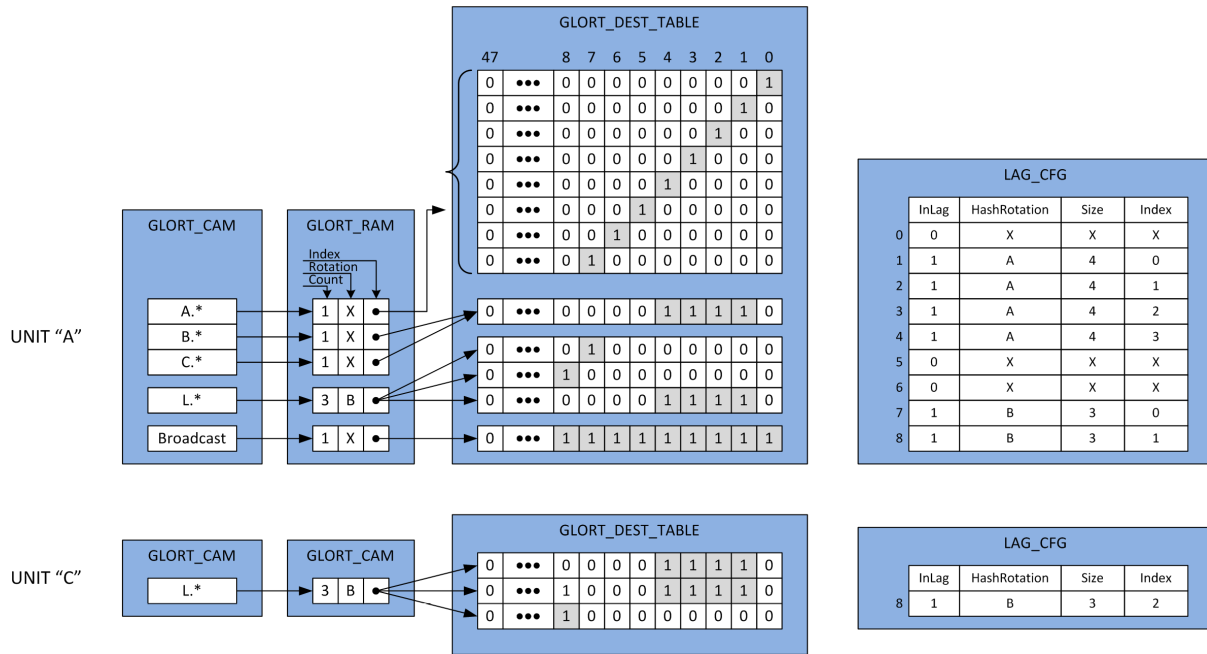 GLORT_DEST_TABLE
47 8 7 6 5 4 3 2 1 0
0 ••• 0 0 0 0 0 0 0 0 1
0 ••• 0 0 0 0 0 0 0 1 0
0 ••• 0 0 0 0 0 0 1 0 0
0 ••• 0 0 0 0 0 1 0 0 0
0 ••• 0 0 0 0 1 0 0 0 0
0 ••• 0 0 0 1 0 0 0 0 0
0 ••• 0 0 1 0 0 0 0 0 0
0 ••• 0 1 0 0 0 0 0 0 0
0 ••• 0 0 0 0 1 1 1 1 0
0 ••• 0 1 0 0 0 0 0 0 0
0 ••• 1 0 0 0 0 0 0 0 0
0 ••• 0 0 0 0 1 1 1 1 0
0 ••• 1 1 1 1 1 1 1 1 1
UNIT “A”
GLORT_CAM
A.*
B.*
C.*
L.*
Broadcast
GLORT_RAM
Index
Rotation
Count
1 X
1 X
1 X
3 B
1 X
LAG_CFG
InLag HashRotation Size Index
0 0 X X X
1 1 A 4 0
2 1 A 4 1
3 1 A 4 2
4 1 A 4 3
5 0 X X X
6 0 X X X
7 1 B 3 0
8 1 B 3 1
UNIT “C”
GLORT_CAM
L.*
GLORT_CAM
3 B
GLORT_DEST_TABLE
0 ••• 0 0 0 0 1 1 1 1 0
0 ••• 1 0 0 0 1 1 1 1 0
0 ••• 1 0 0 0 0 0 0 0 0
LAG_CFG
InLag HashRotation Size Index
8 1 B 3 2